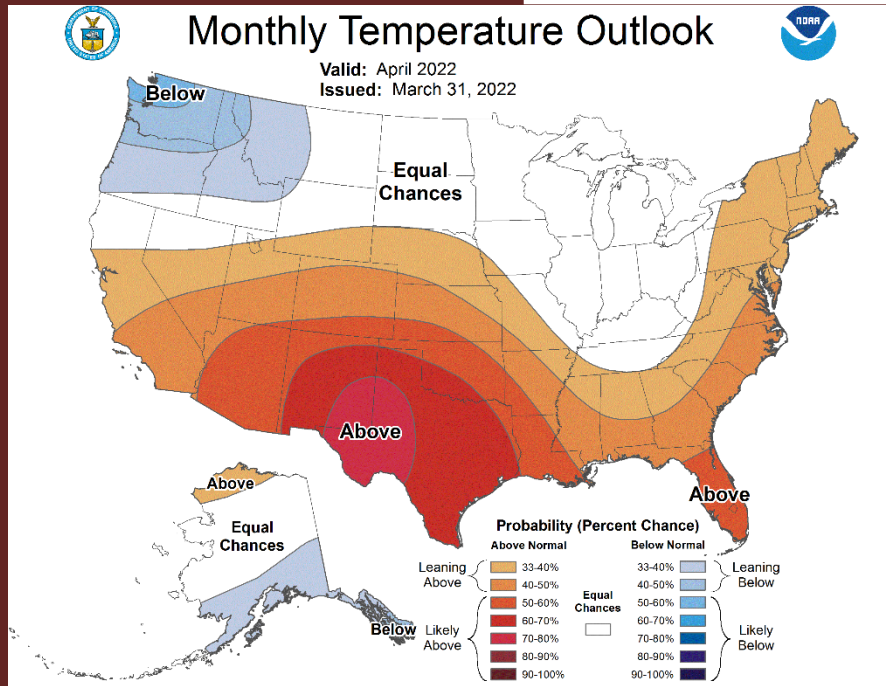 Monthly Temperature Outlook
NOAA
Valid: April 2022
Issued: March 31, 2022
Below
Equal
Chances
Above
Above
Above
Equal
Chances
Below
Probability (Percent Chance)
Above Normal
Below Normal
Leaning
Above
33-40%
40-50%
Likely
Above
50-60%
60-70%
70-80%
80-90%
90-100%
Equal
Chances
33-40%
40-50%
Leaning
Below
50-60%
60-70%
70-80%
80-90%
90-100%
Likely
Below